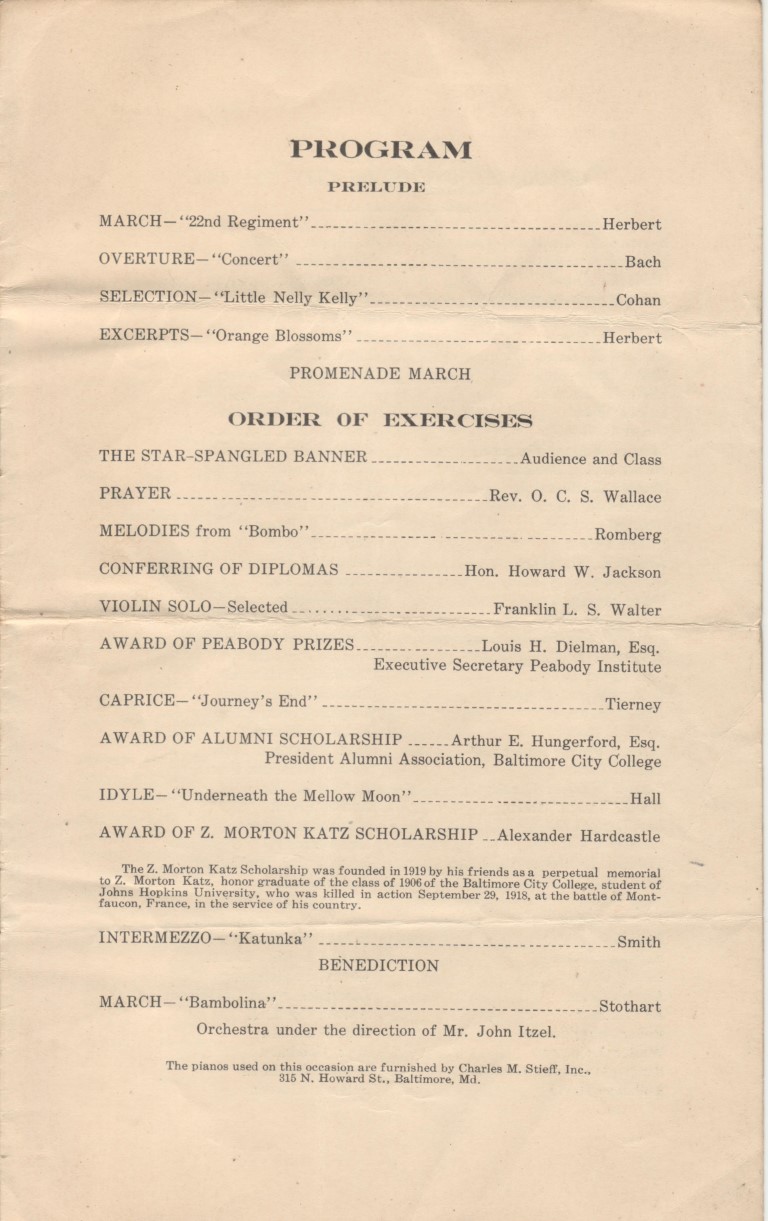 PROGRAM
PRELUDE
MARCH—"22nd Regiment" Herbert
OVERTURE—"Concert" Bach
SELECTION—"Little Nelly Kelly" Cohan
EXCERPTS—"Orange Blossoms" Herbert
PROMENADE MARCH
ORDER OF EXERCISES
THE STAR-SPANGLED BANNER Audience and Class
PRAYER Rev. O. C. S. Wallace
MELODIES from "Bombo" Romberg
CONFERRING OF DIPLOMAS Hon. Howard W. Jackson
VIOLIN SOLO—Selected Franklin L. S. Walter
AWARD OF PEABODY PRIZES Louis H. Dielman, Esq.
Executive Secretary Peabody Institute
CAPRICE—"Journey's End" Tierney
AWARD OF ALUMNI SCHOLARSHIP Arthur E. Hungerford, Esq.
President Alumni Association, Baltimore City College
IDYLE—"Underneath the Mellow Moon" Hall
AWARD OF Z. MORTON KATZ SCHOLARSHIP Alexander Hardcastle
The Z. Morton Katz Scholarship was founded in 1919 by his friends as a perpetual memorial
to Z. Morton Katz, honor graduate of the class of 1906 of the Baltimore City College, student of
Johns Hopkins University, who was killed in action September 29, 1918, at the battle of Mont-
faucon, France, in the service of his country.
INTERMEZZO—"Katunka" Smith
BENEDICTION
MARCH—"Bambolina" Stothart
Orchestra under the direction of Mr. John Itzel.
The pianos used on this occasion are furnished by Charles M. Stieff, Inc.,
315 N. Howard St., Baltimore, Md.